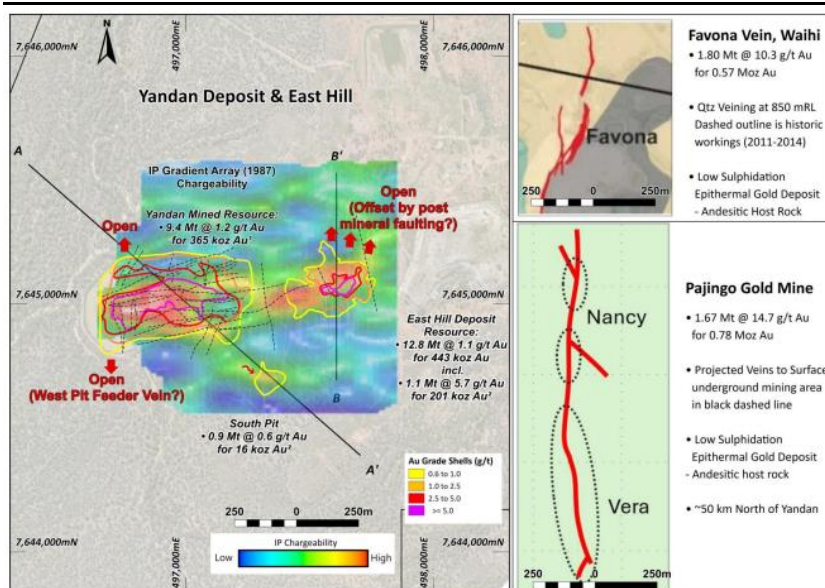 7,646,000mN
497,000mE
498,000mE
7,646,000mN
N
Yandan Deposit & East Hill
A
IP Gradient Array (1987)
Chargeability
B'
Open
(Offset by post
mineral faulting?)
Open
Yandan Mined Resource:
• 9.4 Mt @ 1.2 g/t Au
for 365 koz Au¹
7,645,000mN
7,645,000mN
East Hill Deposit
Resource:
• 12.8 Mt @ 1.1 g/t Au
for 443 koz Au
incl.
• 1.1 Mt @ 5.7 g/t Au
for 201 koz Au²
Open
(West Pit Feeder Vein?)
B
South Pit
• 0.9 Mt @ 0.6 g/t Au
for 16 koz Au²
A'
Au Grade Shells (g/t)
0.6 to 1.0
1.0 to 2.5
2.5 to 5.0
>= 5.0
250 0 250m
IP Chargeability
Low High
7,644,000mN
7,644,000mN
497,000mE
498,000mE
Favona
250 0 250m
Favona Vein, Waihi
• 1.80 Mt @ 10.3 g/t Au
for 0.57 Moz Au
• Qtz Veining at 850 mRL
Dashed outline is historic
workings (2011-2014)
• Low Sulphidation
Epithermal Gold Deposit
- Andesitic Host Rock
Nancy
Vera
250 0 250m
Pajingo Gold Mine
• 1.67 Mt @ 14.7 g/t Au
for 0.78 Moz Au
• Projected Veins to Surface
underground mining area
in black dashed line
• Low Sulphidation
Epithermal Gold Deposit
- Andesitic host rock
• ~50 km North of Yandan